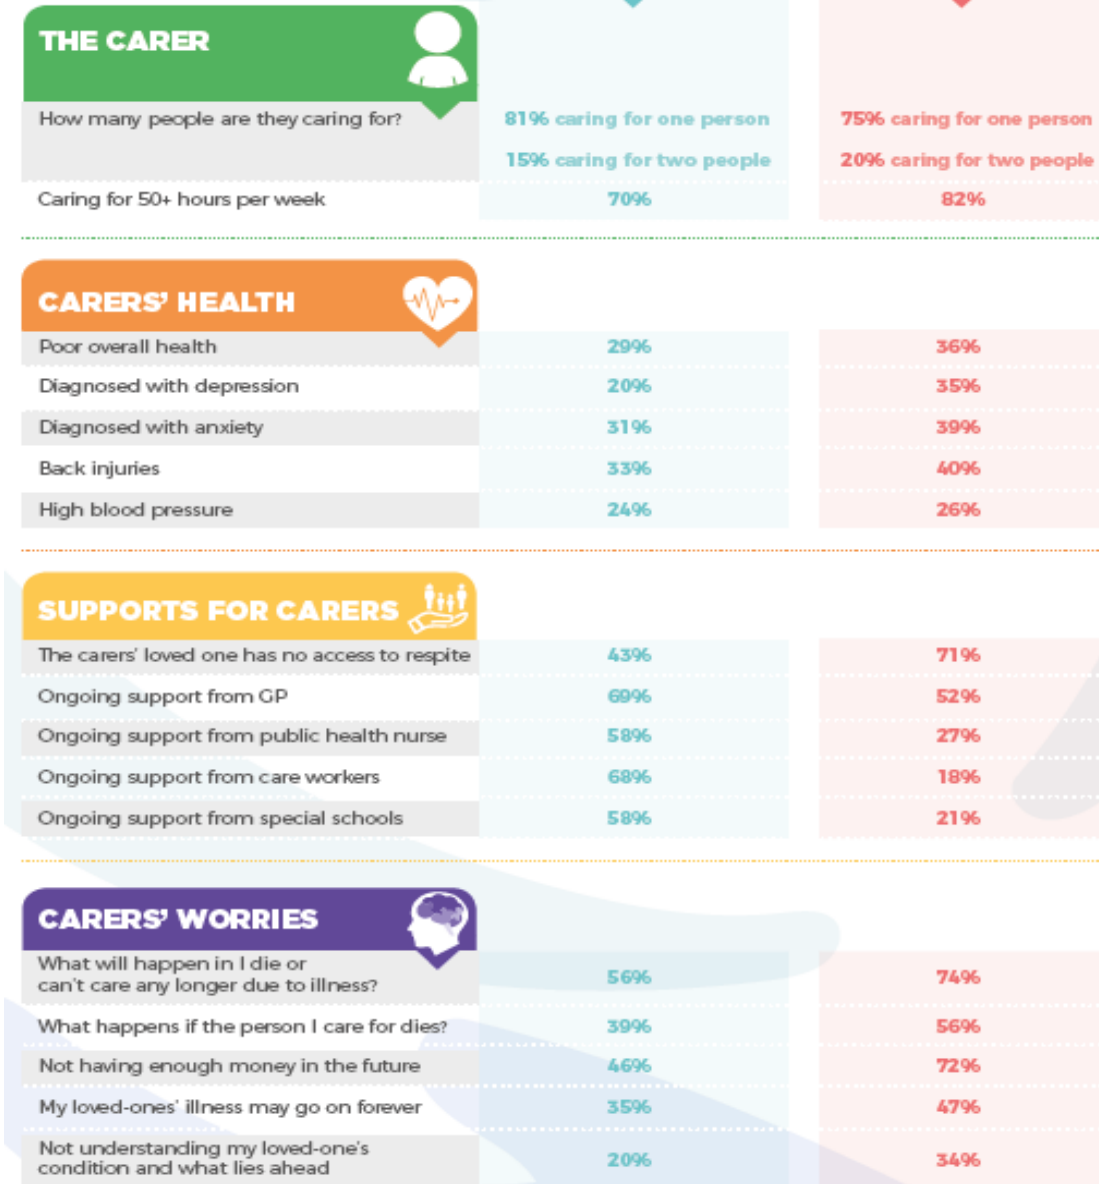 THE CARER
How many people are they caring for? 81% caring for one person 75% caring for one person
15% caring for two people 20% caring for two people
Caring for 50+ hours per week 70% 82%
CARERS' HEALTH
Poor overall health 29% 36%
Diagnosed with depression 20% 35%
Diagnosed with anxiety 31% 39%
Back injuries 33% 40%
High blood pressure 24% 26%
SUPPORTS FOR CARERS
The carers' loved one has no access to respite 43% 71%
Ongoing support from GP 69% 52%
Ongoing support from public health nurse 58% 27%
Ongoing support from care workers 68% 18%
Ongoing support from special schools 58% 21%
CARERS' WORRIES
What will happen in I die or
can't care any longer due to illness? 56% 74%
What happens if the person I care for dies? 39% 56%
Not having enough money in the future 46% 72%
My loved-ones' illness may go on forever 35% 47%
Not understanding my loved-one's
condition and what lies ahead 20% 34%